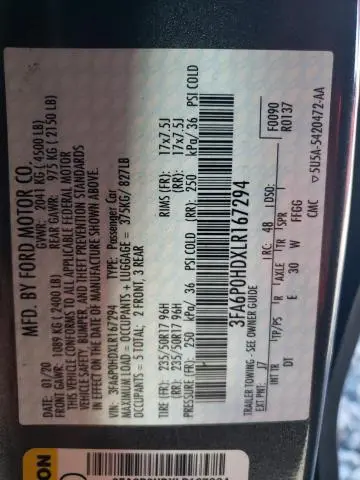 MFD. BY FORD MOTOR CO.
01/20 GVWR: 2041 KG ( 4500 LB)
FRONT GAWR: 1089 KG ( 2400 LB) REAR GAWR: 975 KG ( 2150 LB)
THIS VEHICLE CONFORMS TO ALL APPLICABLE FEDERAL MOTOR
VEHICLE SAFETY, BUMPER, AND THEFT PREVENTION STANDARDS
IN EFFECT ON THE DATE OF MANUFACTURE SHOWN ABOVE.
VIN: 3FA6P0HDXLR167294 TYPE: Passenger Car
MAXIMUM LOAD = OCCUPANTS + LUGGAGE = 375KG/ 827LB
OCCUPANTS = 5 TOTAL: 2 FRONT, 3 REAR
TIRE (FR): 235/50R17 96H RIMS (FR): 17x7.5J
TIRE (RR): 235/50R17 96H RIMS (RR): 17x7.5J
PRESSURE (FR): 250 kPa/ 36 PSI COLD (RR): 250 kPa/ 36 PSI COLD
3FA6P0HDXLR167294
TRAILER TOWING - SEE OWNER GUIDE
F0090
R0137
EXT PNT: J7 RC: 48 DSO:
INT TR TP/PS R AXLE TR SPR
DT E 30 W FFGG
CMC 5U5A-5420472-AA